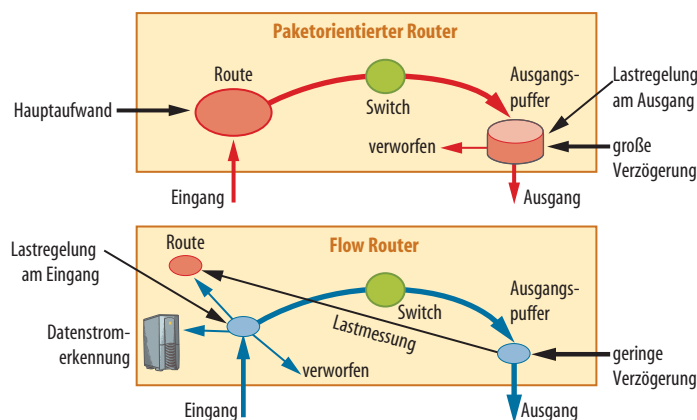 Paketorientierter Router
Route
Switch
Ausgangs-
puffer
Lastregelung
am Ausgang
Hauptaufwand
verworfen
große
Verzögerung
Eingang
Ausgang
Flow Router
Lastregelung
am Eingang
Route
Switch
Ausgangs-
puffer
Lastmessung
Datenstrom-
erkennung
verworfen
geringe
Verzögerung
Eingang
Ausgang